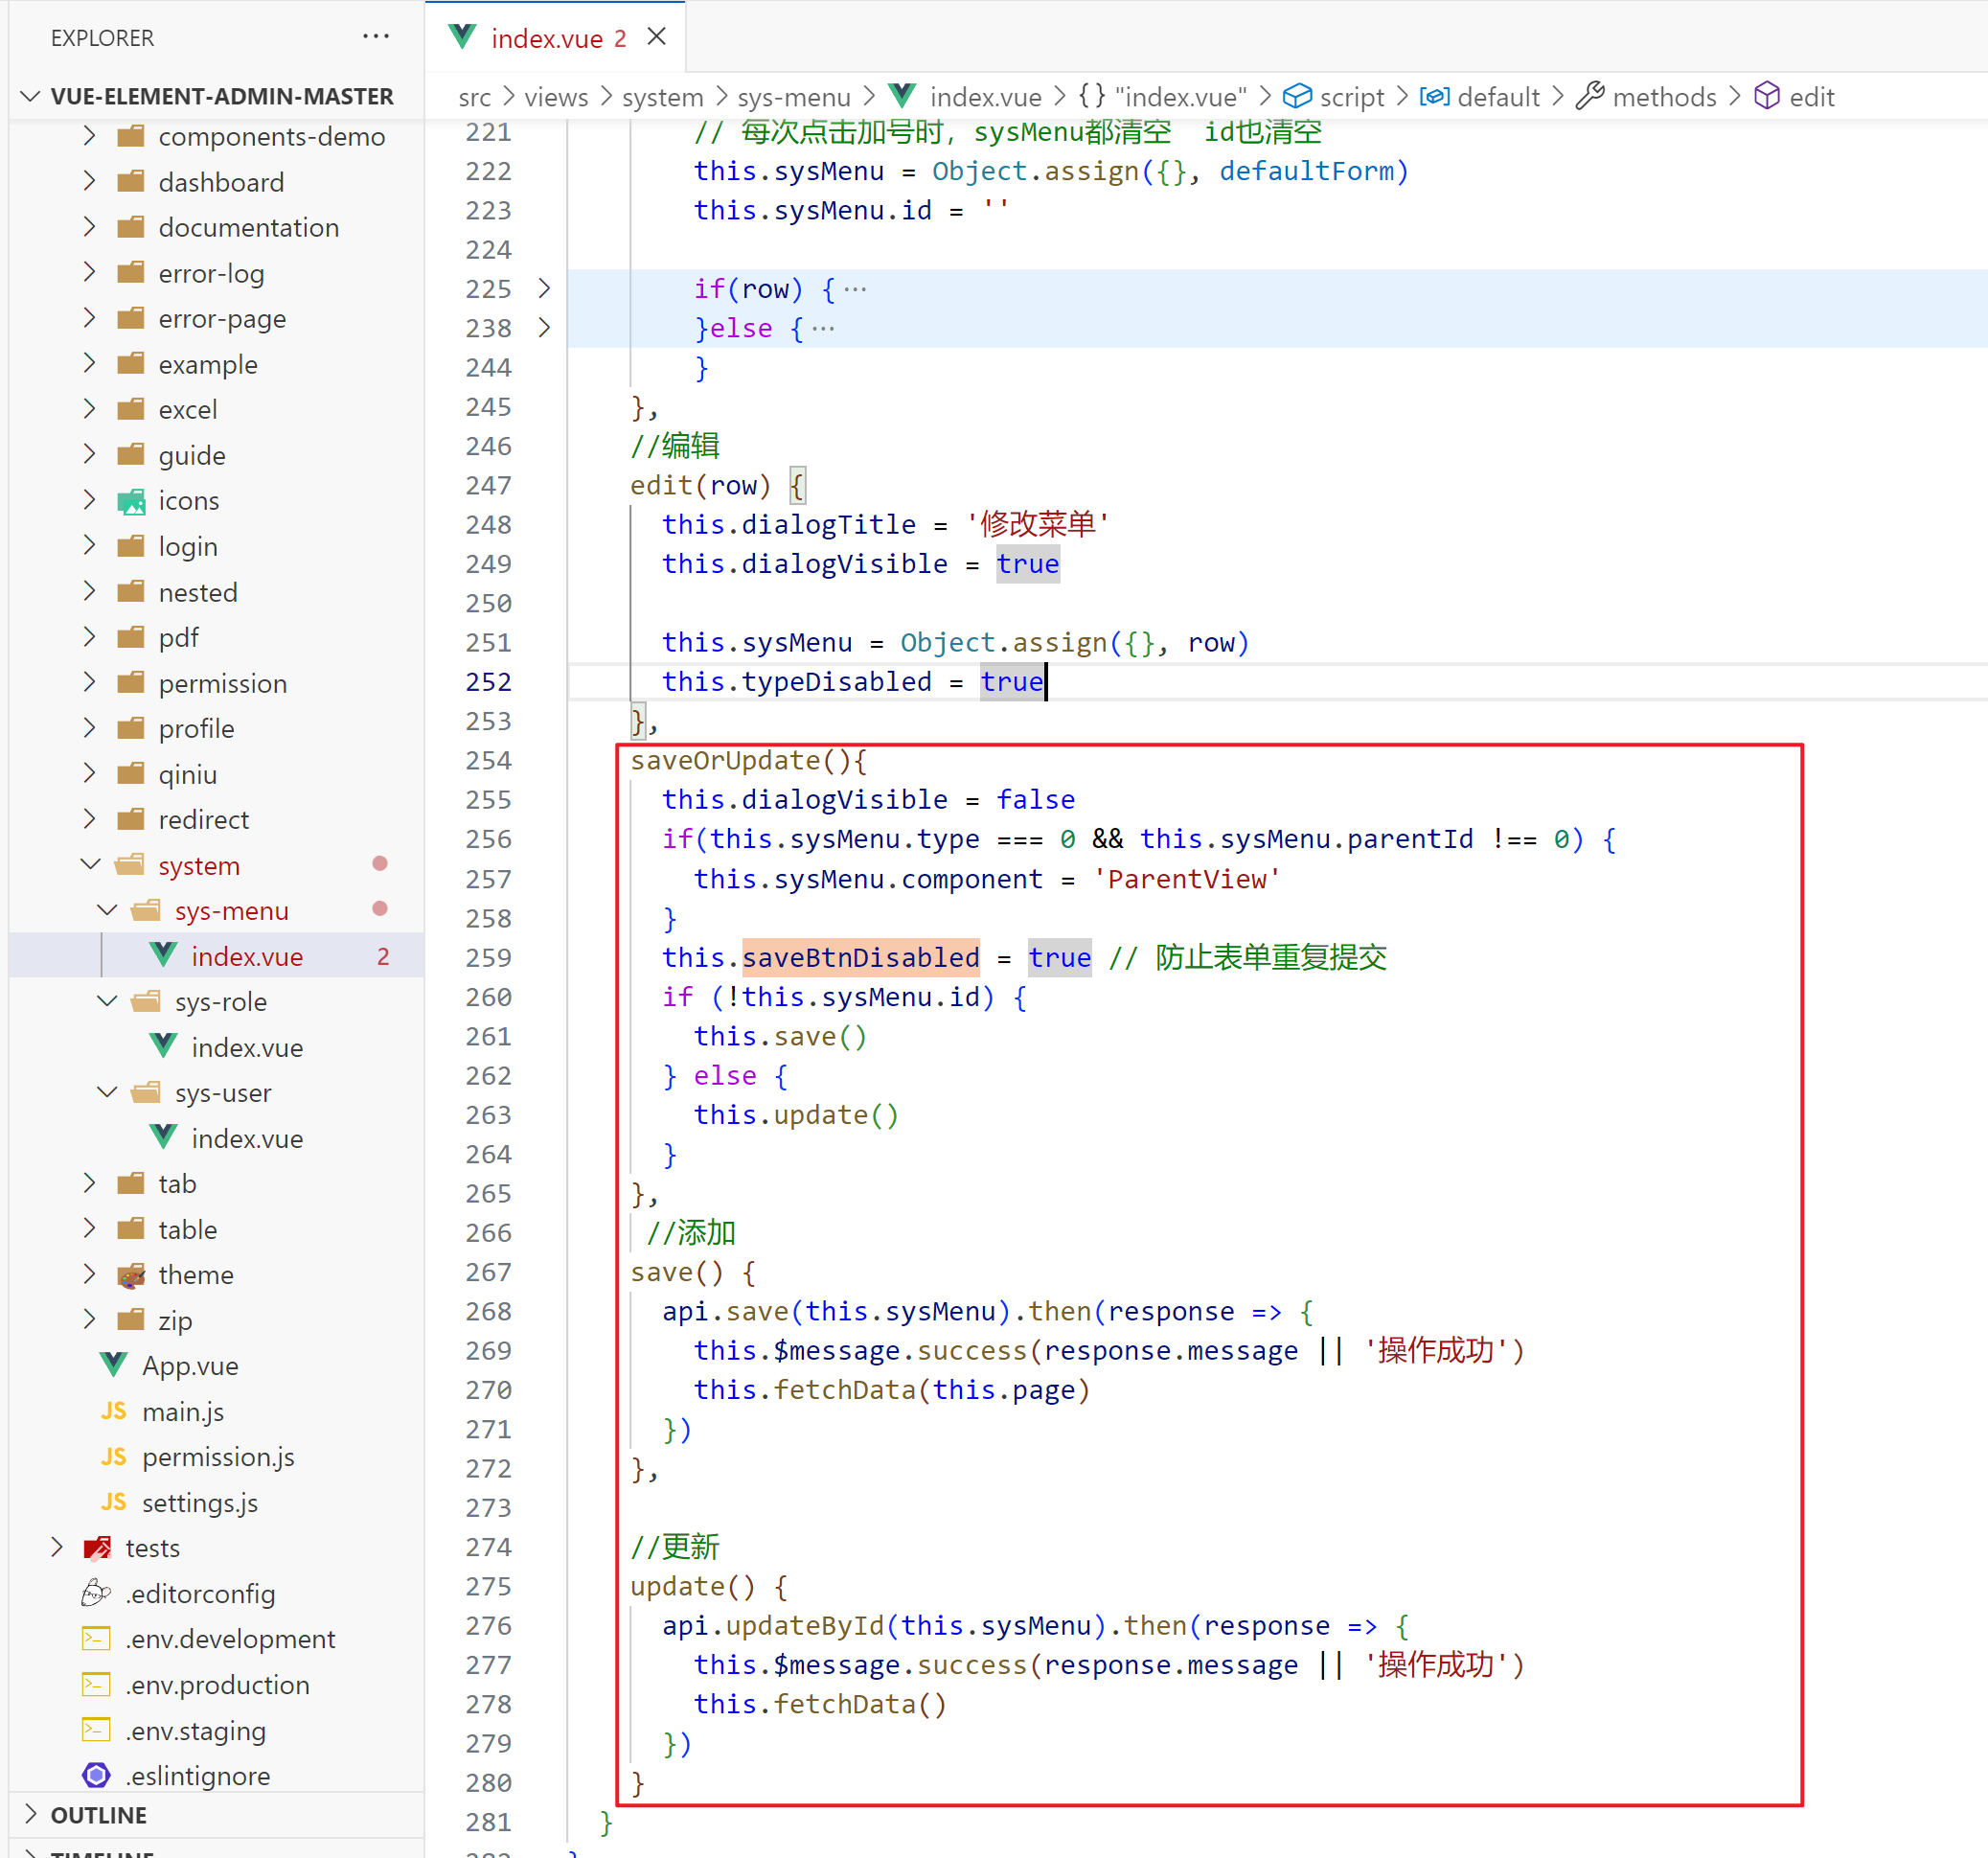 EXPLORER
VUE-ELEMENT-ADMIN-MASTER
components-demo
dashboard
documentation
error-log
error-page
example
excel
guide
icons
login
nested
pdf
permission
profile
qiniu
redirect
system
sys-menu
index.vue 2
sys-role
index.vue
sys-user
index.vue
tab
table
theme
zip
App.vue
JS main.js
JS permission.js
JS settings.js
tests
.editorconfig
.env.development
.env.production
.env.staging
.eslintignore
OUTLINE
TIMELINE
index.vue 2
src > views > system > sys-menu > index.vue > {} "index.vue" > script > default > methods > edit
221 // 每次点击加号时，sysMenu都清空  id也清空
222 this.sysMenu = Object.assign({}, defaultForm)
223 this.sysMenu.id = ''
224
225 if(row) {···
238 }else {···
244 }
245 },
246 //编辑
247 edit(row) {
248 this.dialogTitle = '修改菜单'
249 this.dialogVisible = true
250
251 this.sysMenu = Object.assign({}, row)
252 this.typeDisabled = true
253 },
254 saveOrUpdate(){
255 this.dialogVisible = false
256 if(this.sysMenu.type === 0 && this.sysMenu.parentId !== 0) {
257 this.sysMenu.component = 'ParentView'
258 }
259 this.saveBtnDisabled = true // 防止表单重复提交
260 if (!this.sysMenu.id) {
261 this.save()
262 } else {
263 this.update()
264 }
265 },
266 //添加
267 save() {
268 api.save(this.sysMenu).then(response => {
269 this.$message.success(response.message || '操作成功')
270 this.fetchData(this.page)
271 })
272 },
273
274 //更新
275 update() {
276 api.updateById(this.sysMenu).then(response => {
277 this.$message.success(response.message || '操作成功')
278 this.fetchData()
279 })
280 }
281 }